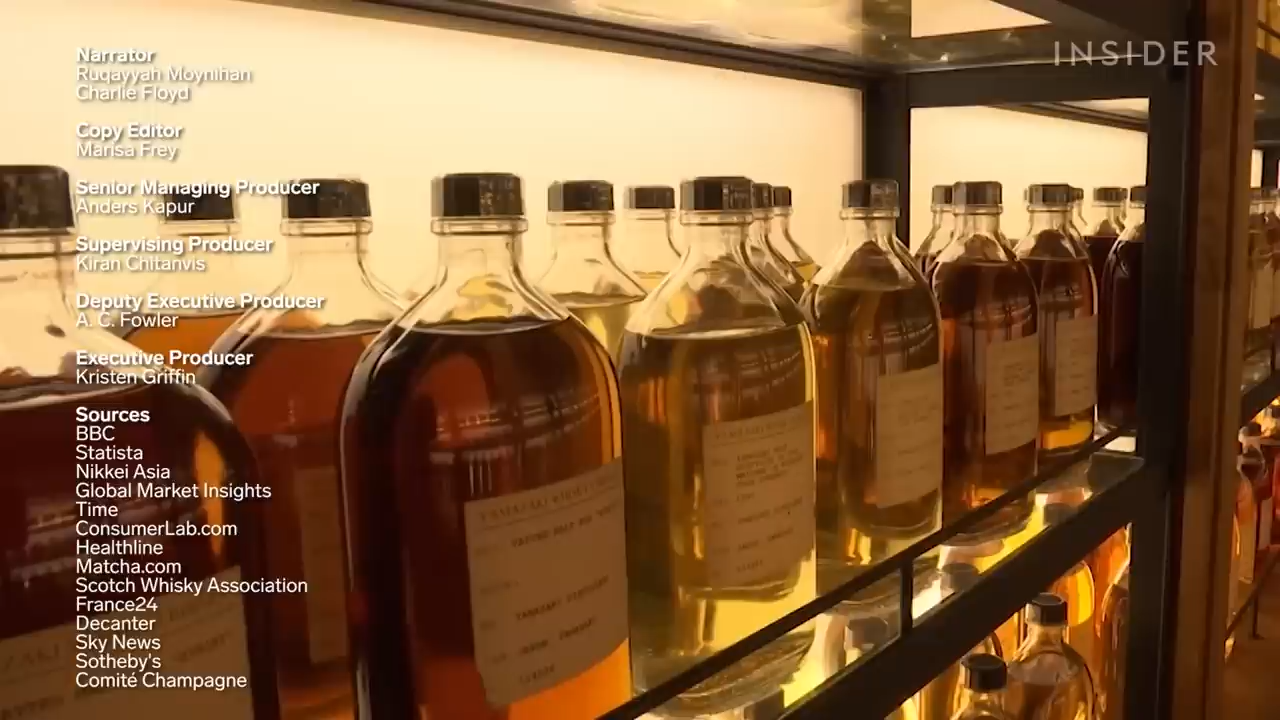 Narrator
Ruqayyah Moynihan
Charlie Floyd
Copy Editor
Marisa Frey
Senior Managing Producer
Anders Kapur
Supervising Producer
Kiran Chitanvis
Deputy Executive Producer
A. C. Fowler
Executive Producer
Kristen Griffin
Sources
BBC
Statista
Nikkei Asia
Global Market Insights
Time
ConsumerLab.com
Healthline
Matcha.com
Scotch Whisky Association
France24
Decanter
Sky News
Sotheby's
Comité Champagne
INSIDER